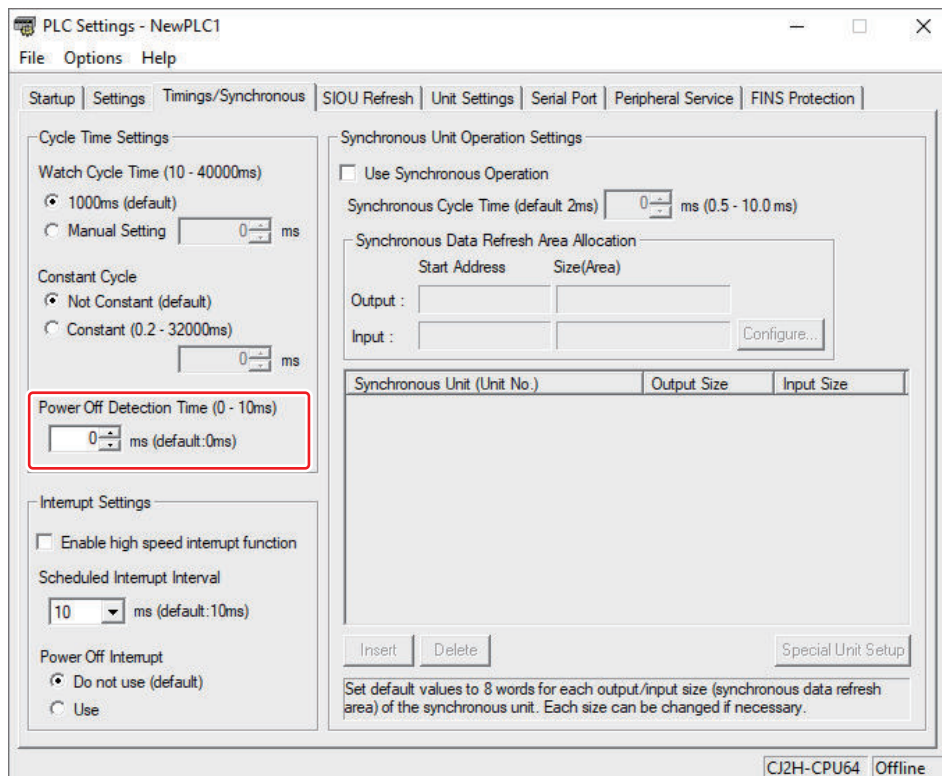 PLC Settings - NewPLC1
File Options Help
Startup Settings Timings/Synchronous SIOU Refresh Unit Settings Serial Port Peripheral Service FINS Protection
Cycle Time Settings
Watch Cycle Time (10 - 40000ms)
1000ms (default)
Manual Setting 0 ms
Constant Cycle
Not Constant (default)
Constant (0.2 - 32000ms)
0 ms
Power Off Detection Time (0 - 10ms)
0 ms (default:0ms)
Interrupt Settings
Enable high speed interrupt function
Scheduled Interrupt Interval
10 ms (default:10ms)
Power Off Interrupt
Do not use (default)
Use
Synchronous Unit Operation Settings
Use Synchronous Operation
Synchronous Cycle Time (default 2ms) 0 ms (0.5 - 10.0 ms)
Synchronous Data Refresh Area Allocation
Start Address Size(Area)
Output :
Input : Configure...
Synchronous Unit (Unit No.) Output Size Input Size
Insert Delete Special Unit Setup
Set default values to 8 words for each output/input size (synchronous data refresh
area) of the synchronous unit. Each size can be changed if necessary.
CJ2H-CPU64 Offline